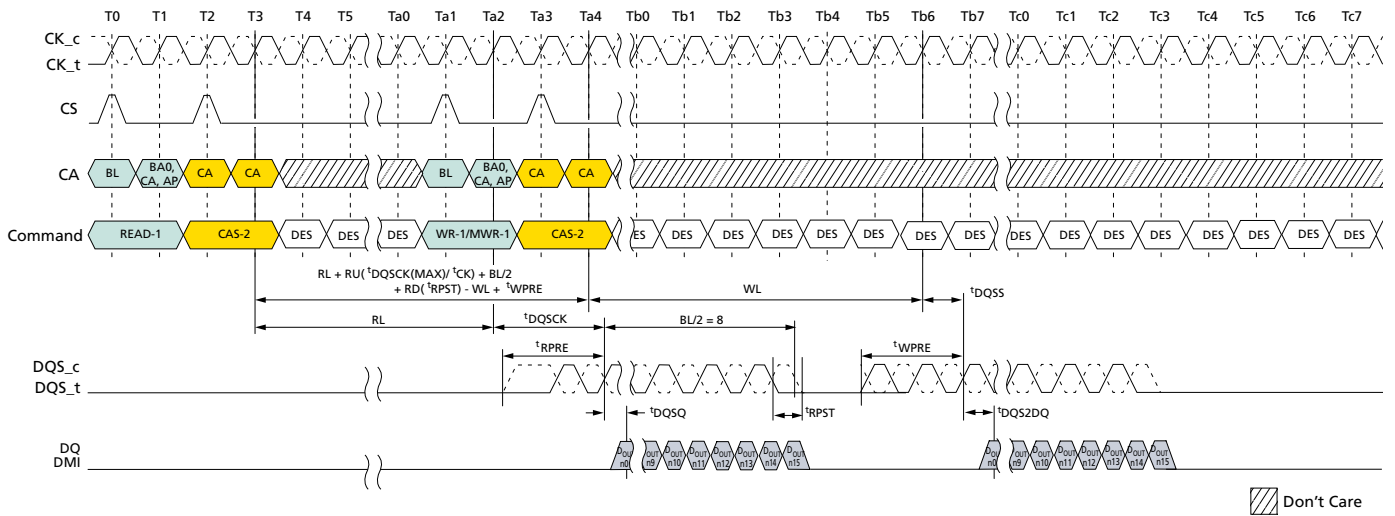 T0 T1 T2 T3 T4 T5 Ta0 Ta1 Ta2 Ta3 Ta4 Tb0 Tb1 Tb2 Tb3 Tb4 Tb5 Tb6 Tb7 Tc0 Tc1 Tc2 Tc3 Tc4 Tc5 Tc6 Tc7
CK_c
CK_t
CS
CA BL BA0, CA, AP CA CA BL BA0, CA, AP CA CA
Command READ-1 CAS-2 DES DES DES WR-1/MWR-1 CAS-2 ES DES DES DES DES DES DES DES DES DES DES DES DES DES DES DES
RL + RU(tDQSCK(MAX)/tCK) + BL/2
+ RD(tRPST) - WL + tWPRE
WL
tDQSS
RL
tDQSCK
BL/2 = 8
tRPRE
tWPRE
DQS_c
DQS_t
tDQSQ
tRPST
tDQS2DQ
DQ
DMI
DOUT n0 DOUT n9 DOUT n10 DOUT n11 DOUT n12 DOUT n13 DOUT n14 DOUT n15 DOUT n0 DOUT n9 DOUT n10 DOUT n11 DOUT n12 DOUT n13 DOUT n14 DOUT n15
Don't Care